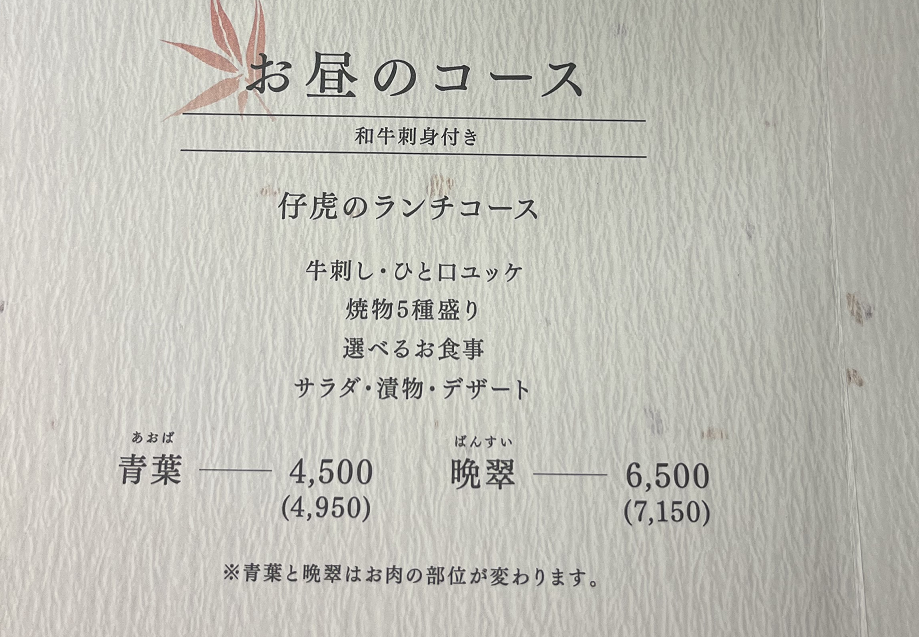 お昼のコース
和牛刺身付き
仔虎のランチコース
牛刺し・ひと口ユッケ
焼物5種盛り
選べるお食事
サラダ・漬物・デザート
あおば
青葉 ―― 4,500
(4,950)
ばんすい
晩翠 ―― 6,500
(7,150)
※青葉と晩翠はお肉の部位が変わります。